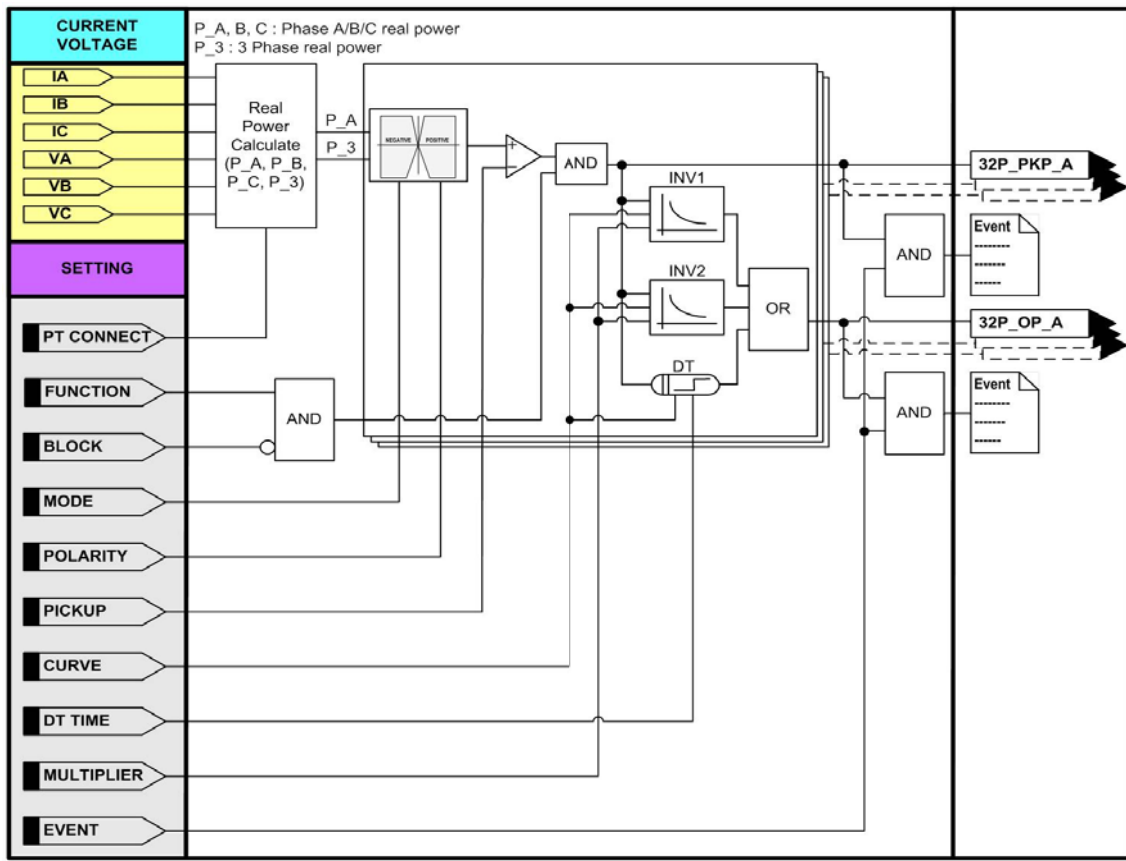 CURRENT
VOLTAGE
P_A, B, C : Phase A/B/C real power
P_3 : 3 Phase real power
IA
IB
IC
VA
VB
VC
Real
Power
Calculate
(P_A, P_B,
P_C, P_3)
P_A
P_3
NEGATIVE
POSITIVE
+
−
AND
INV1
INV2
DT
OR
32P_PKP_A
AND
Event
--------
-------
------
32P_OP_A
AND
Event
--------
-------
------
SETTING
PT CONNECT
FUNCTION
AND
BLOCK
MODE
POLARITY
PICKUP
CURVE
DT TIME
MULTIPLIER
EVENT